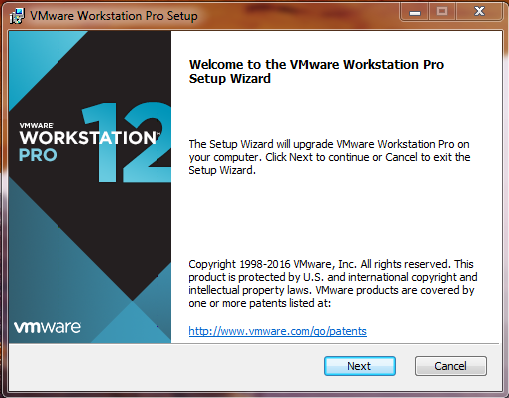 VMware Workstation Pro Setup
Welcome to the VMware Workstation Pro
Setup Wizard
VMWARE
WORKSTATION™
PRO
12
The Setup Wizard will upgrade VMware Workstation Pro on
your computer. Click Next to continue or Cancel to exit the
Setup Wizard.
Copyright 1998-2016 VMware, Inc. All rights reserved. This
product is protected by U.S. and international copyright and
intellectual property laws. VMware products are covered by
one or more patents listed at:
http://www.vmware.com/go/patents
vmware
Next
Cancel